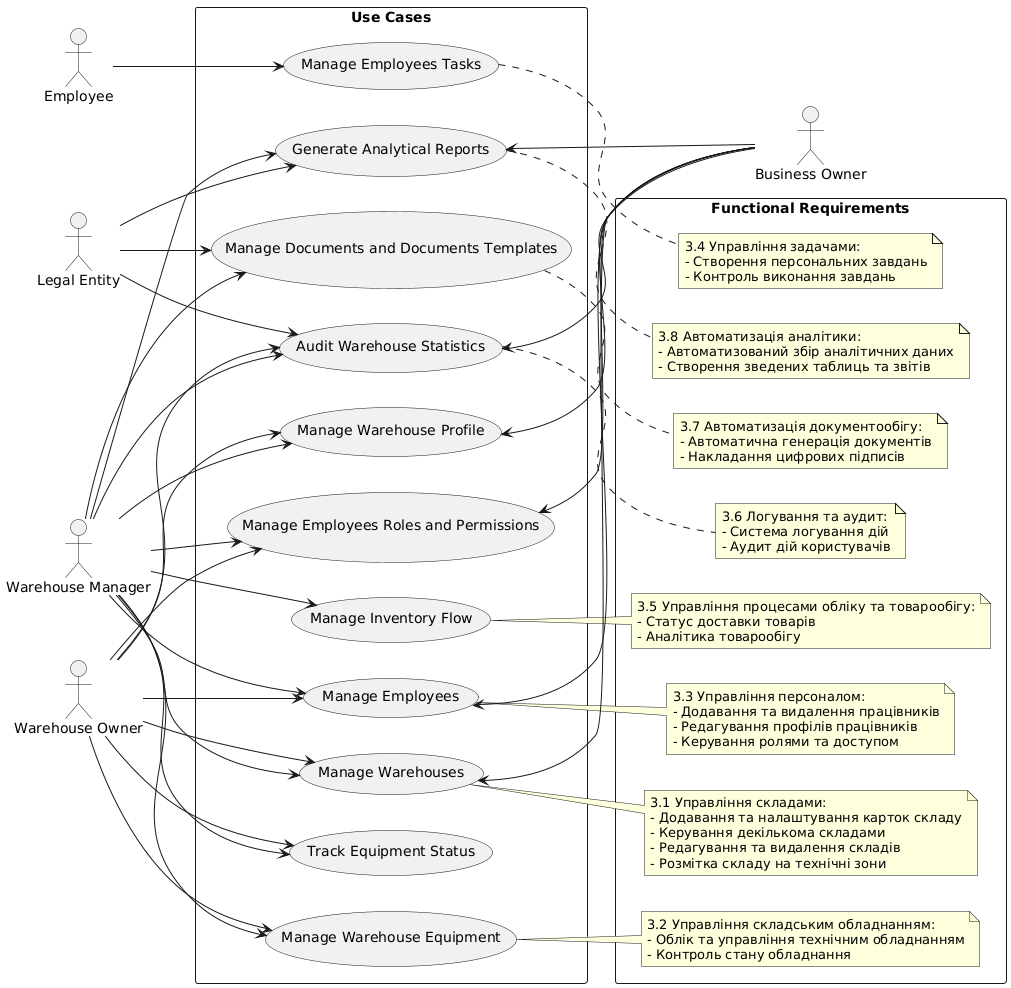 Use Cases
Manage Employees Tasks
Employee
Generate Analytical Reports
Business Owner
Functional Requirements
Manage Documents and Documents Templates
3.4 Управління задачами:
- Створення персональних завдань
- Контроль виконання завдань
Legal Entity
Audit Warehouse Statistics
3.8 Автоматизація аналітики:
- Автоматизований збір аналітичних даних
- Створення зведених таблиць та звітів
Manage Warehouse Profile
3.7 Автоматизація документообігу:
- Автоматична генерація документів
- Накладання цифрових підписів
Manage Employees Roles and Permissions
3.6 Логування та аудит:
- Система логування дій
- Аудит дій користувачів
Warehouse Manager
Manage Inventory Flow
3.5 Управління процесами обліку та товарообігу:
- Статус доставки товарів
- Аналітика товарообігу
Manage Employees
3.3 Управління персоналом:
- Додавання та видалення працівників
- Редагування профілів працівників
- Керування ролями та доступом
Warehouse Owner
Manage Warehouses
3.1 Управління складами:
- Додавання та налаштування карток складу
- Керування декількома складами
- Редагування та видалення складів
- Розмітка складу на технічні зони
Track Equipment Status
Manage Warehouse Equipment
3.2 Управління складським обладнанням:
- Облік та управління технічним обладнанням
- Контроль стану обладнання